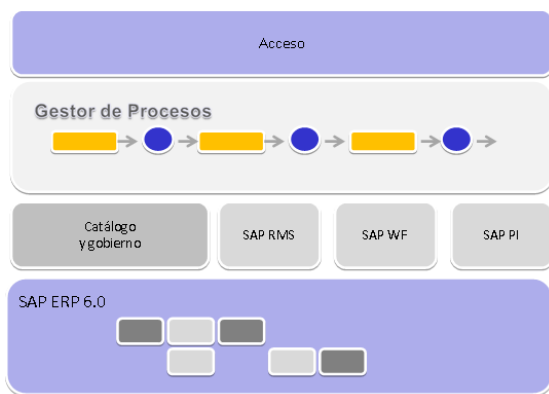 Acceso
Gestor de Procesos
Catálogo
y gobierno
SAP RMS
SAP WF
SAP PI
SAP ERP 6.0